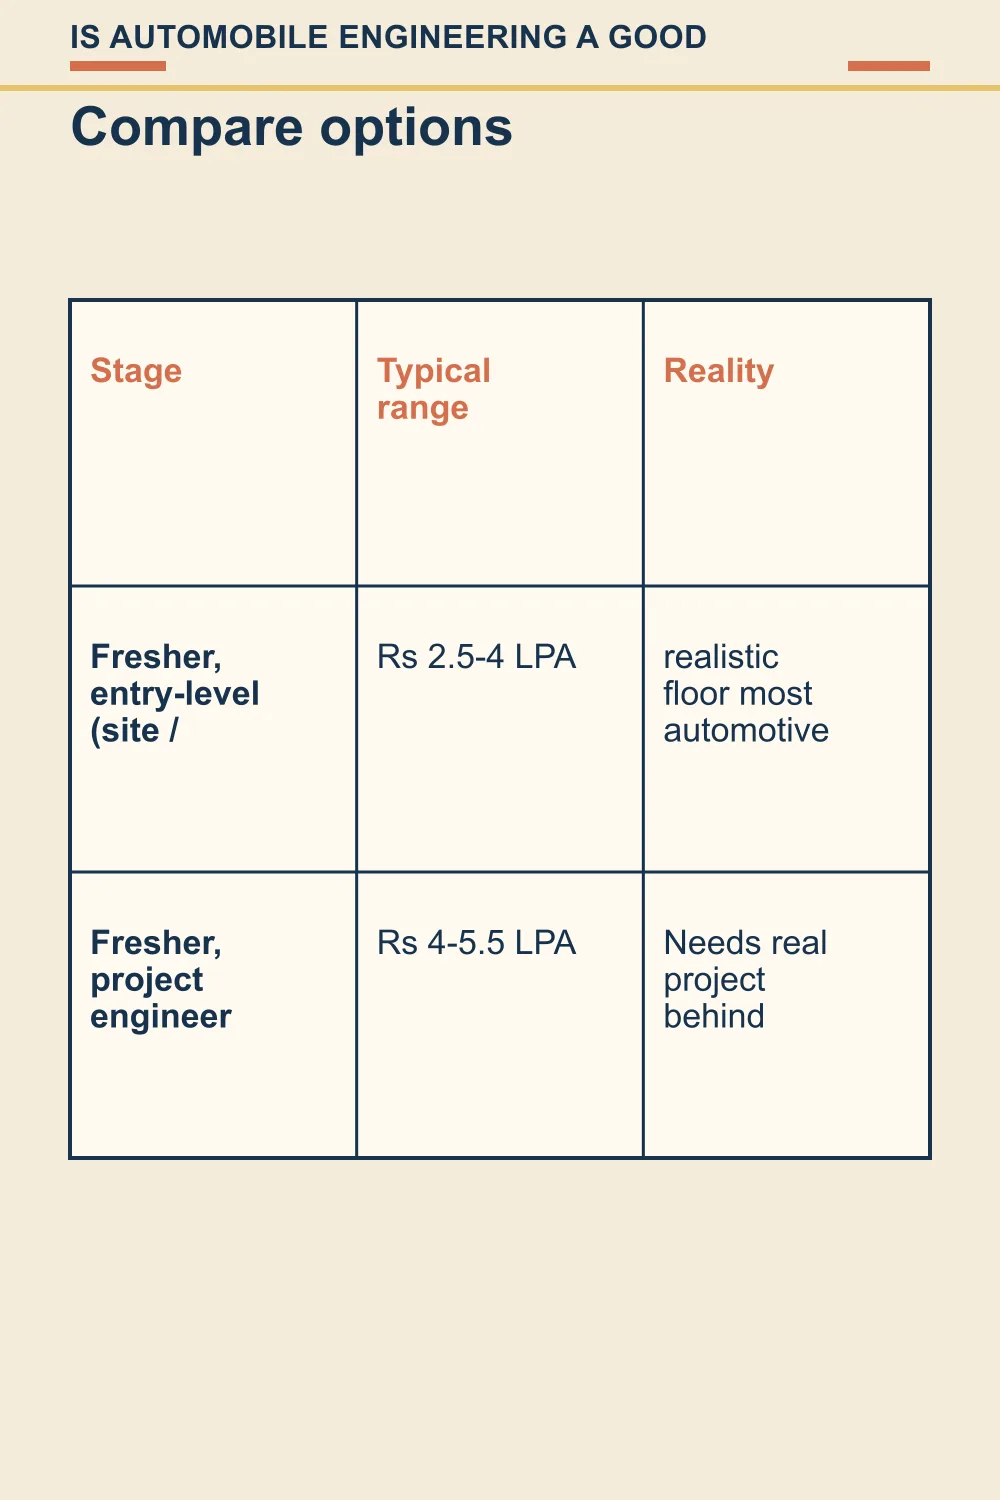 IS AUTOMOBILE ENGINEERING A GOOD
Compare options
Stage
Typical
range
Reality
Fresher,
entry-level
(site /
Rs 2.5-4 LPA
realistic
floor most
automotive
Fresher,
project
engineer
Rs 4-5.5 LPA
Needs real
project
behind